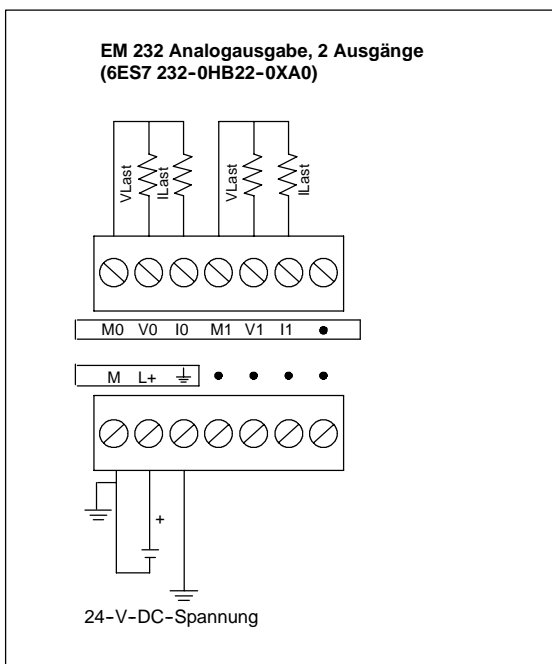 EM 232 Analogausgabe, 2 Ausgänge
(6ES7 232-0HB22-0XA0)
VLast ILast VLast ILast
M0 V0 I0 M1 V1 I1 •
M L+ • • • •
+
24-V-DC-Spannung